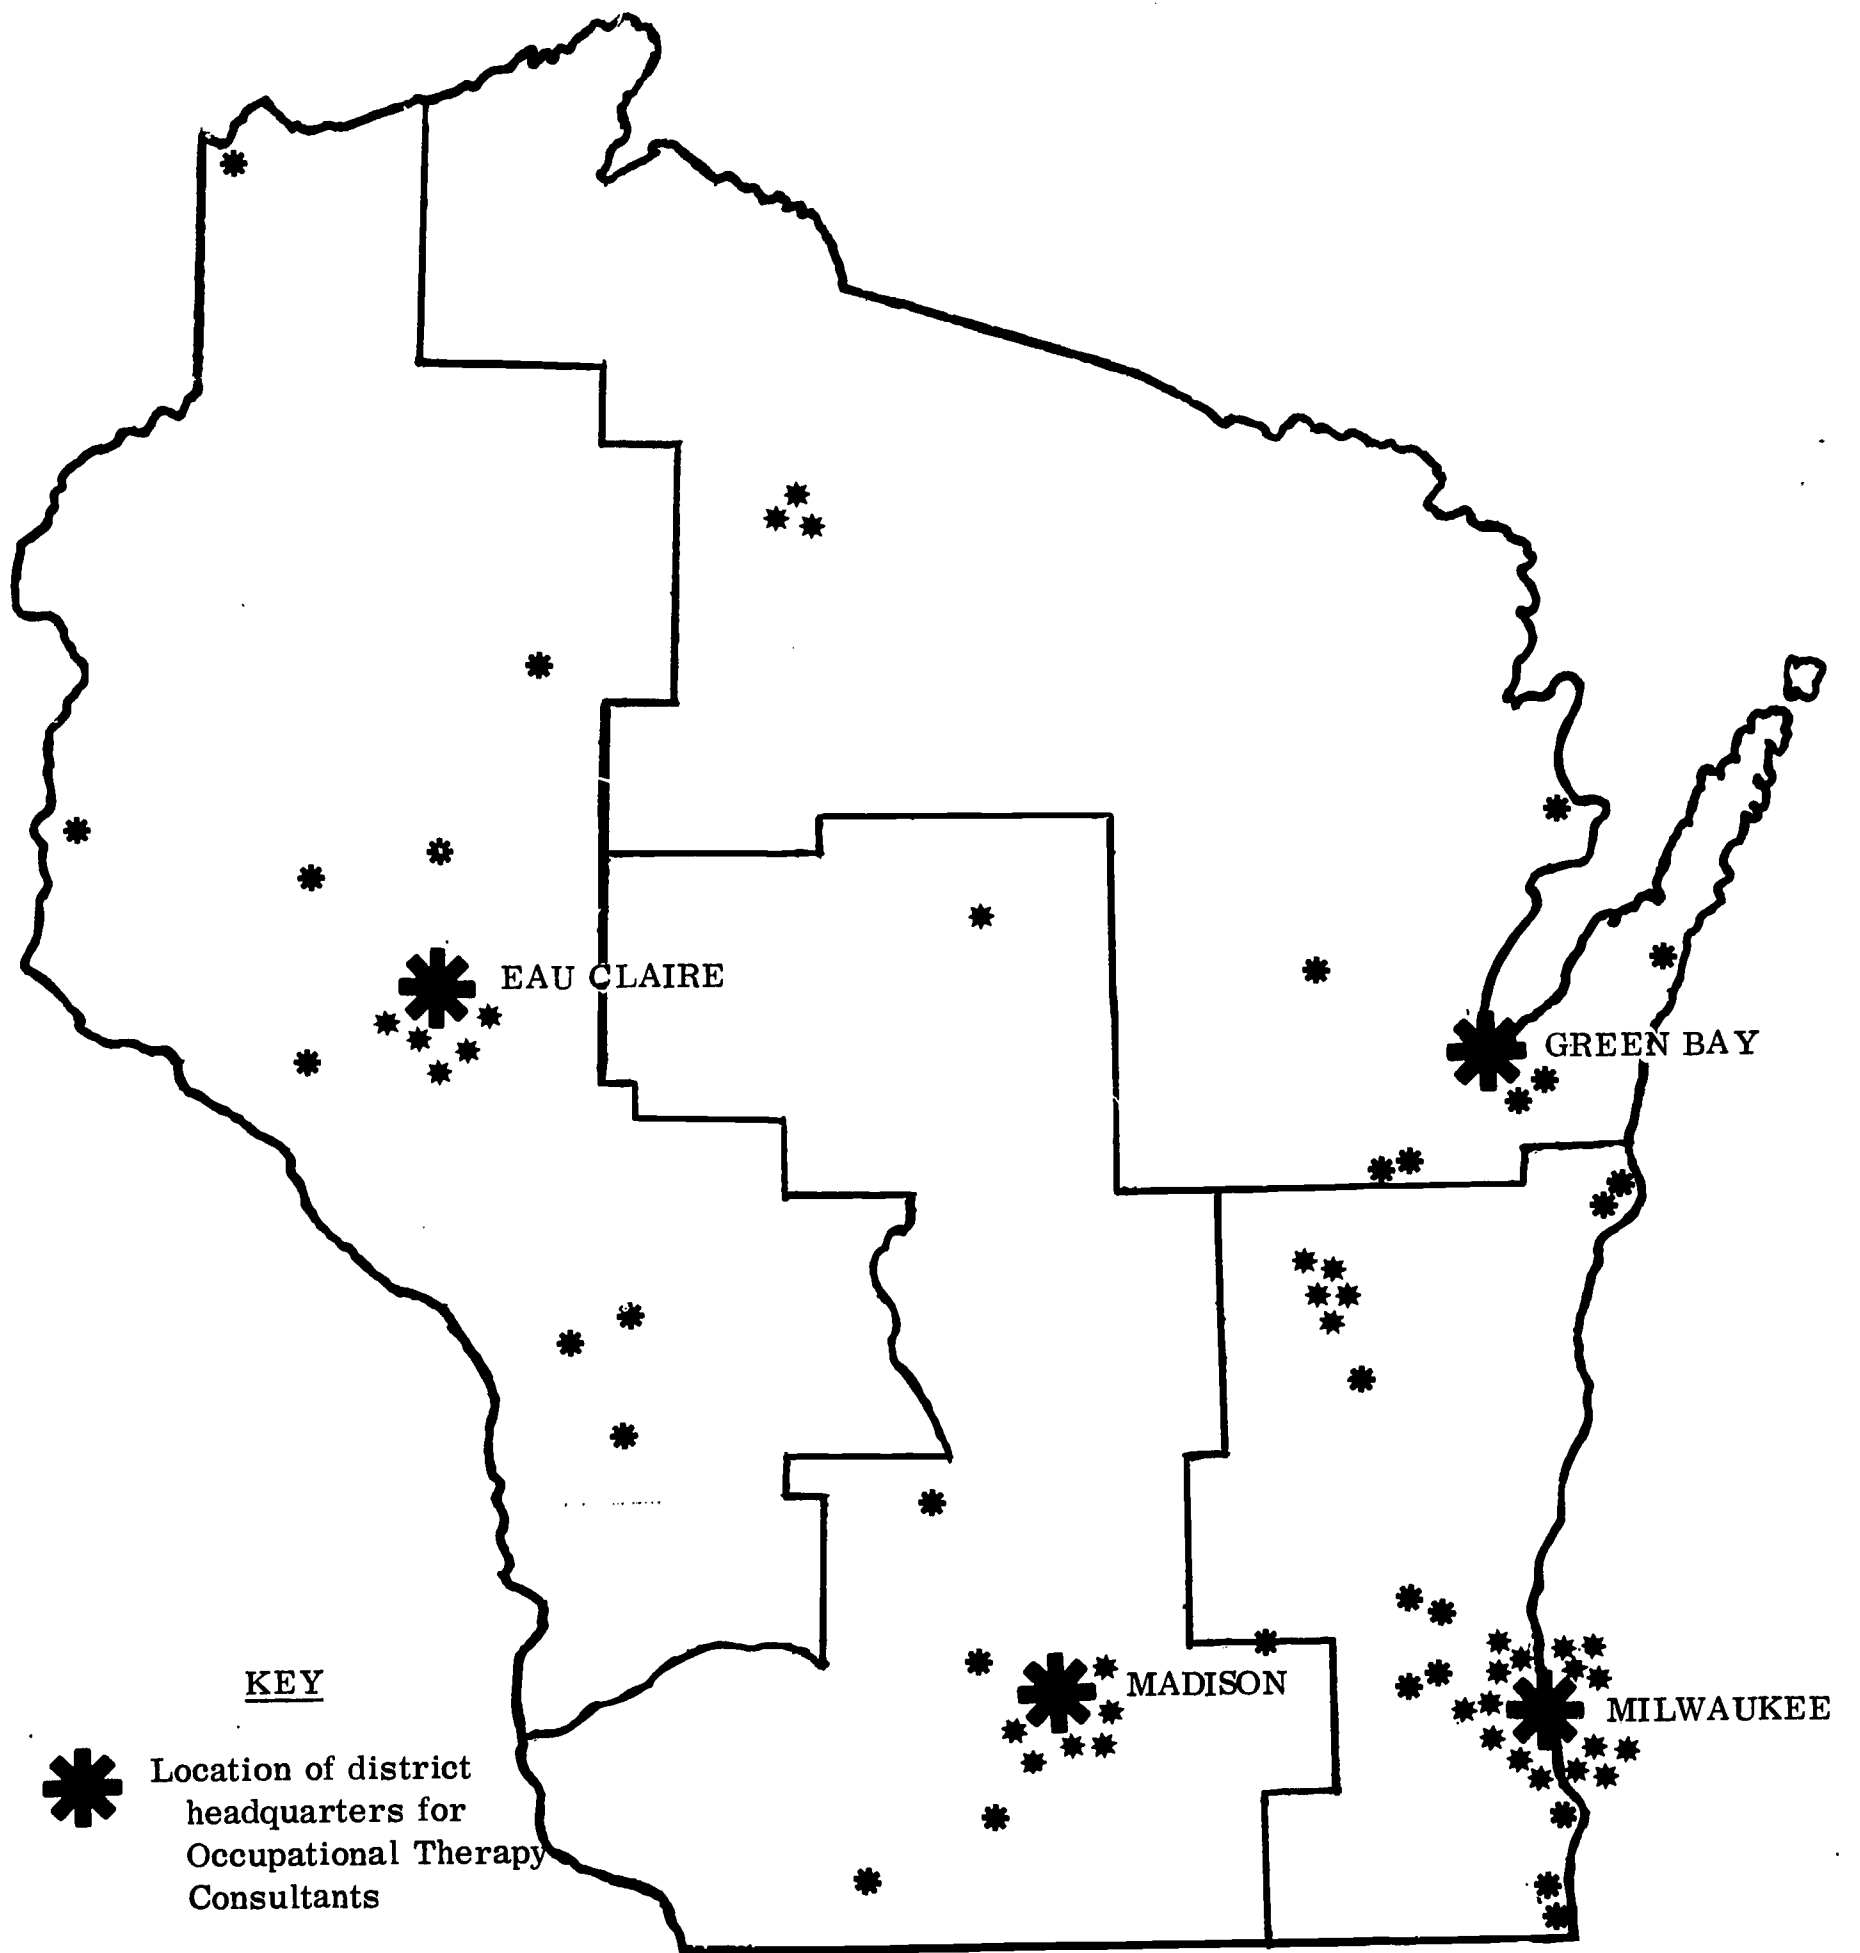 EAU CLAIRE
GREEN BAY
MADISON
MILWAUKEE
KEY
Location of district
headquarters for
Occupational Therapy
Consultants